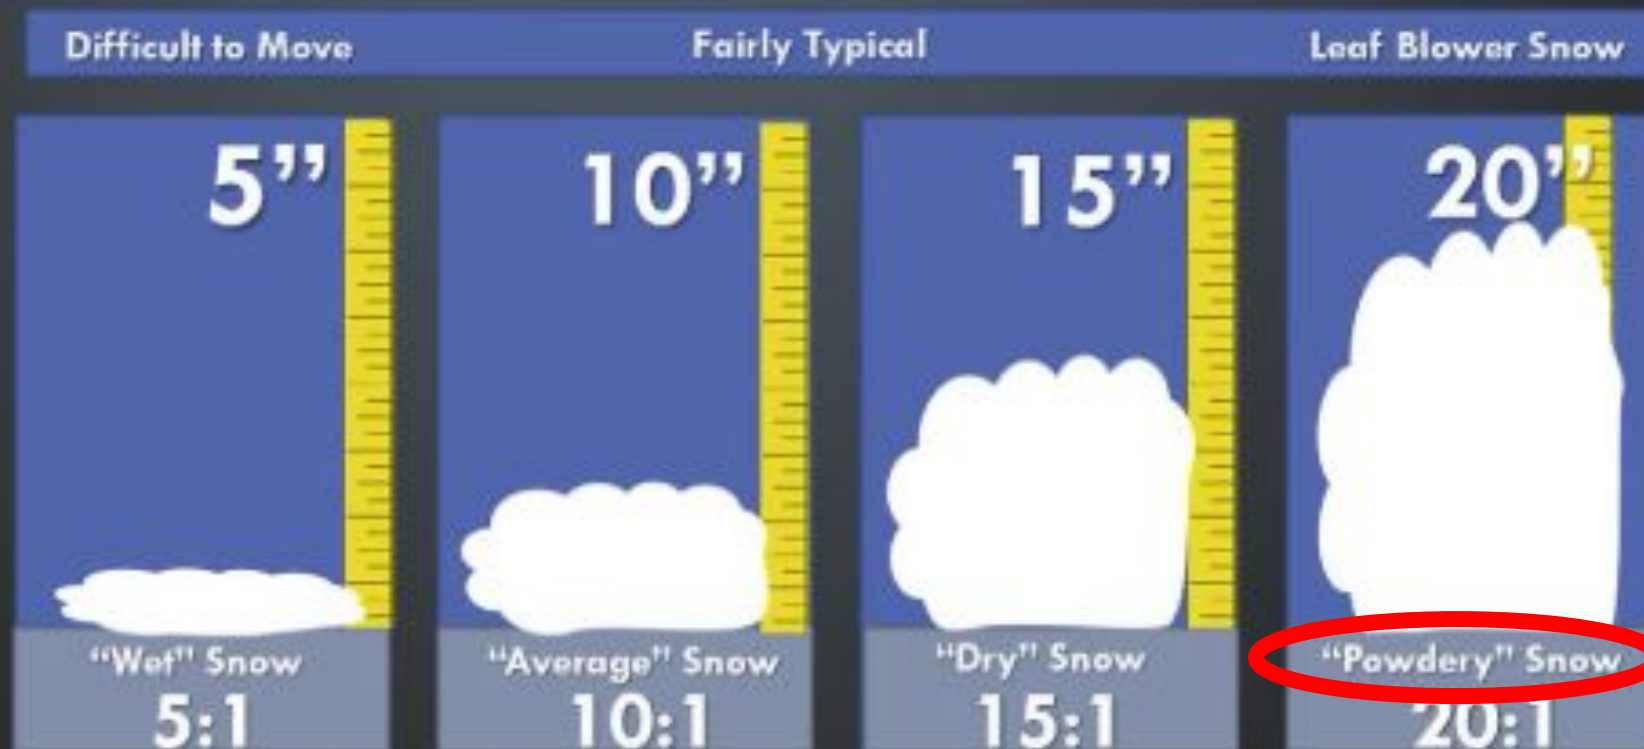 Difficult to Move
Fairly Typical
Leaf Blower Snow
5”
10”
15”
20”
“Wet” Snow
“Average” Snow
“Dry” Snow
“Powdery” Snow
5:1
10:1
15:1
20:1